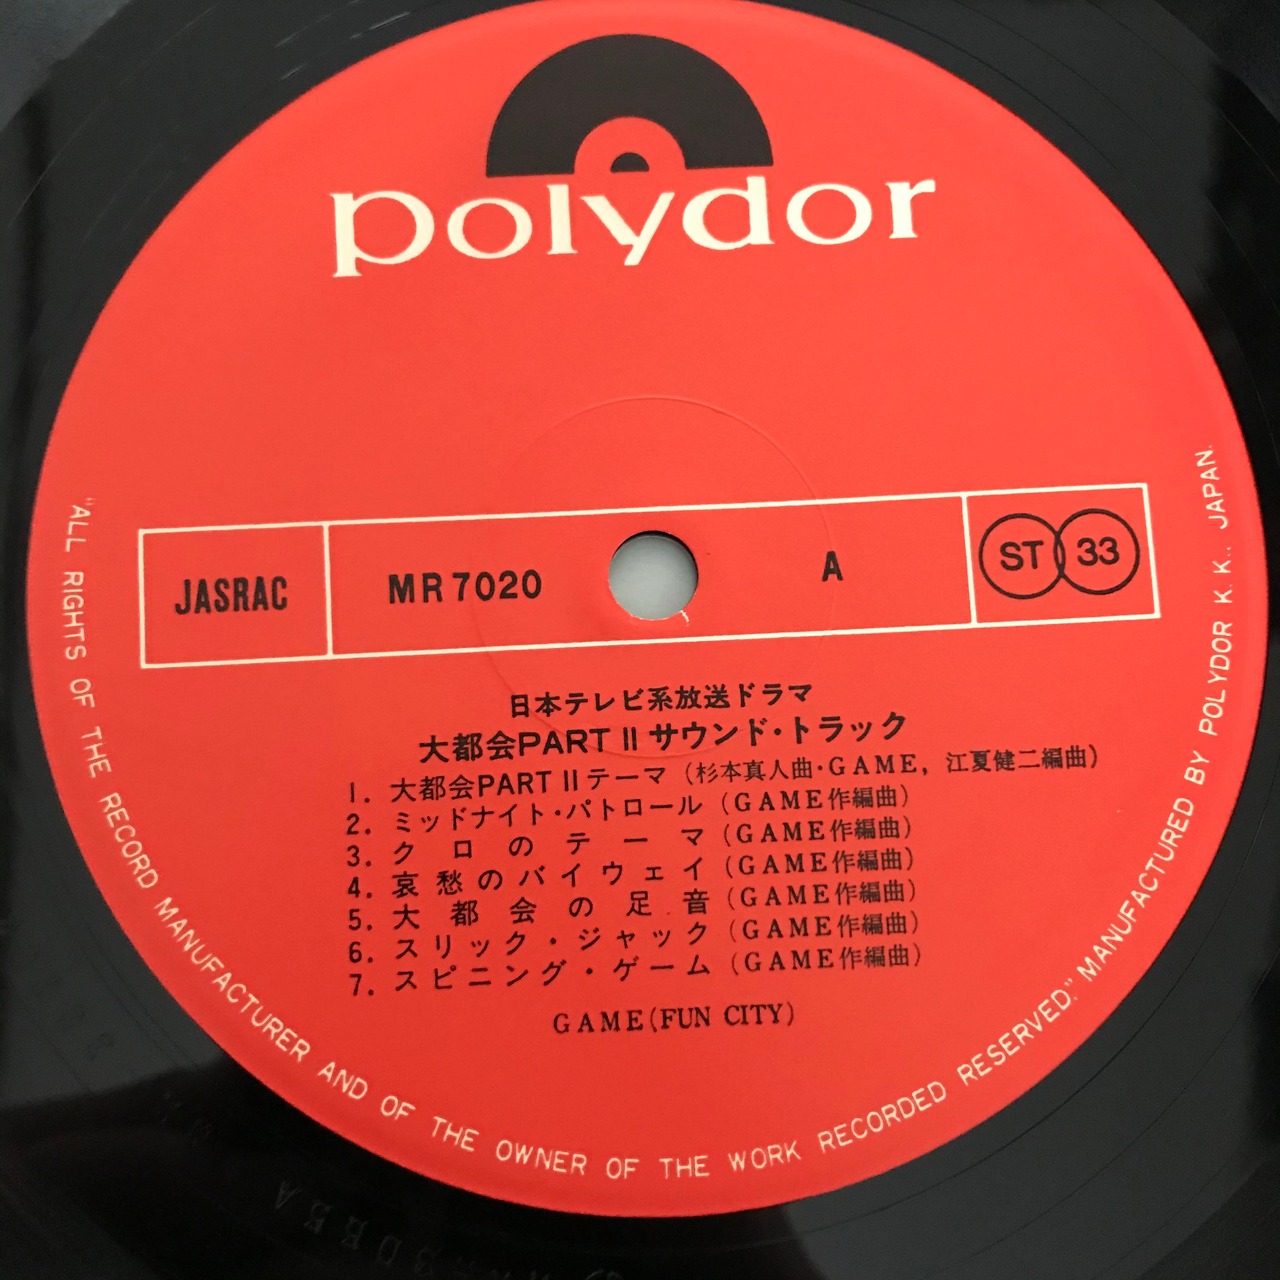 polydor
JASRAC
MR 7020
A
ST 33
日本テレビ系放送ドラマ
大都会PART II サウンド・トラック
1. 大都会PART IIテーマ (杉本真人曲・GAME, 江夏健二編曲)
2. ミッドナイト・パトロール (GAME作編曲)
3. クロのテーマ (GAME作編曲)
4. 哀愁のバイウェイ (GAME作編曲)
5. 大都会の足音 (GAME作編曲)
6. スリック・ジャック (GAME作編曲)
7. スピニング・ゲーム (GAME作編曲)
GAME(FUN CITY)
"ALL RIGHTS OF THE RECORD MANUFACTURER AND OF THE OWNER OF THE WORK RECORDED RESERVED." MANUFACTURED BY POLYDOR K. K., JAPAN.